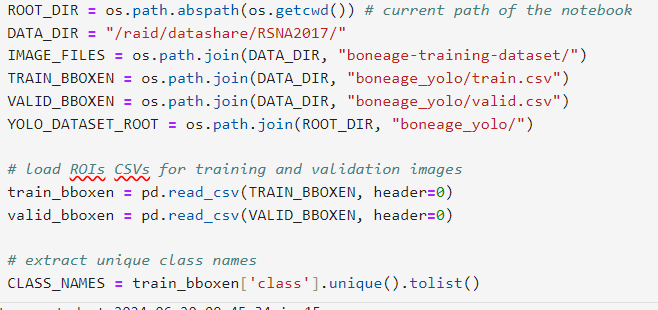 ROOT_DIR = os.path.abspath(os.getcwd()) # current path of the notebook
DATA_DIR = "/raid/datashare/RSNA2017/"
IMAGE_FILES = os.path.join(DATA_DIR, "boneage-training-dataset/")
TRAIN_BBOXEN = os.path.join(DATA_DIR, "boneage_yolo/train.csv")
VALID_BBOXEN = os.path.join(DATA_DIR, "boneage_yolo/valid.csv")
YOLO_DATASET_ROOT = os.path.join(ROOT_DIR, "boneage_yolo/")
# load ROIs CSVs for training and validation images
train_bboxen = pd.read_csv(TRAIN_BBOXEN, header=0)
valid_bboxen = pd.read_csv(VALID_BBOXEN, header=0)
# extract unique class names
CLASS_NAMES = train_bboxen['class'].unique().tolist()